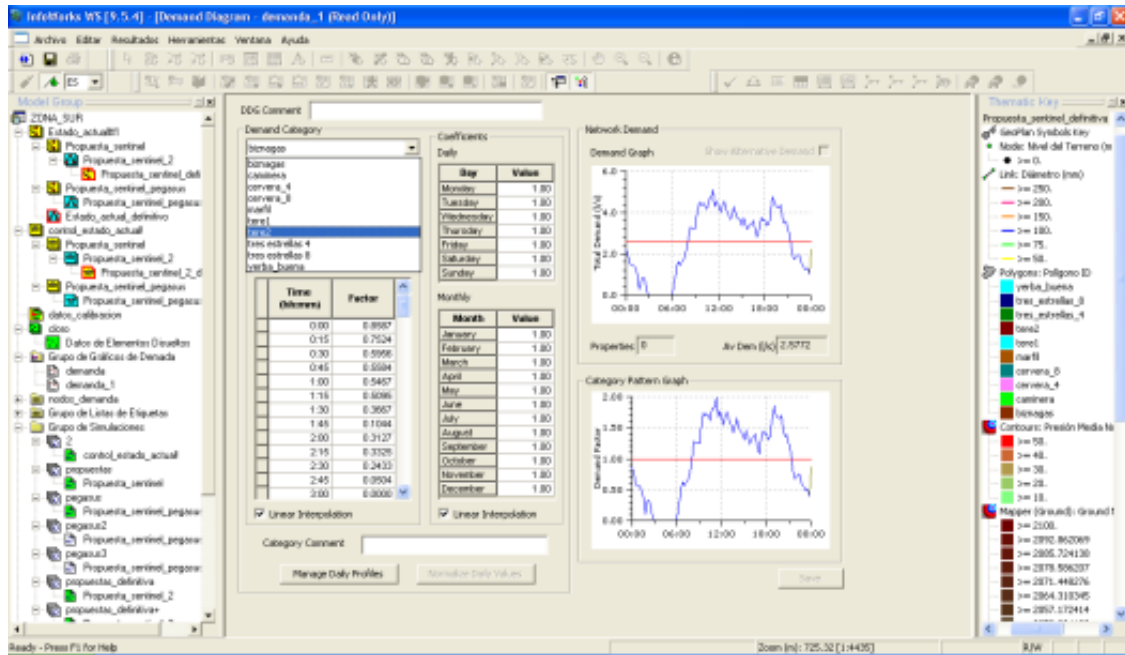 InfoWorks WS [9.5.4] - [Demand Diagram - demanda_1 (Read Only)]
Archivo Editar Resultados Herramientas Ventana Ayuda
ES
Model Group
ZONA_SUR
Propuesta_sentinel
Propuesta_sentinel_2
Propuesta_sentinel_defi
Propuesta_sentinel_pegasus
Propuesta_sentinel_pegasu
Estado_actual_definitivo
control_estado_actuall
Propuesta_sentinel
Propuesta_sentinel_2
Propuesta_sentinel_2_d
Propuesta_sentinel_pegasus
Propuesta_sentinel_pegasu
datos_calibracion
Datos de Elementos Disueltos
Grupo de Gráficos de Demada
demanda
demanda_1
nodos_demanda
Grupo de Listas de Etiquetas
Grupo de Simulaciones
2
control_estado_actuall
propuestas
Propuesta_sentinel
pegasus
Propuesta_sentinel_pegasu
pegasus2
Propuesta_sentinel_pegasu
pegasus3
Propuesta_sentinel_pegasu
propuestas_definitiva
Propuesta_sentinel_2
propuestas_definitiva+
DDG Comment
Demand Category
biznagas
biznagas
caminera
cervera_4
cervera_8
marfil
tere1
tere2
tres estrellas 4
tres estrellas 8
yerba_buena
Time (hh:mm) Factor
0:00 0.8587
0:15 0.7524
0:30 0.5956
0:45 0.5584
1:00 0.5467
1:15 0.5095
1:30 0.3667
1:45 0.1044
2:00 0.3127
2:15 0.3325
2:30 0.2433
2:45 0.0504
3:00 0.0000
Linear Interpolation
Category Comment
Manage Daily Profiles
Normalize Daily Values
Coefficients
Daily
Day Value
Monday 1.00
Tuesday 1.00
Wednesday 1.00
Thursday 1.00
Friday 1.00
Saturday 1.00
Sunday 1.00
Monthly
Month Value
January 1.00
February 1.00
March 1.00
April 1.00
May 1.00
June 1.00
July 1.00
August 1.00
September 1.00
October 1.00
November 1.00
December 1.00
Linear Interpolation
Network Demand
Demand Graph Show Alternative Demand
Total Demand (l/s)
6.0
4.0
2.0
0.0
00:00 06:00 12:00 18:00 00:00
Properties 0 Av Dem (l/s) 2.5772
Category Pattern Graph
Demand Factor
2.00
1.50
1.00
0.50
0.00
00:00 06:00 12:00 18:00 00:00
Save
Thematic Key
Propuesta_sentinel_definitiva
GeoPlan Symbols Key
Node: Nivel del Terreno (m
>= 0.
Link: Diámetro (mm)
>= 250.
>= 200.
>= 150.
>= 100.
>= 75.
>= 50.
Polygons: Polígono ID
yerba_buena
tres_estrellas_8
tres_estrellas_4
tere2
tere1
marfil
cervera_8
cervera_4
caminera
biznagas
Contours: Presión Media No
>= 50.
>= 40.
>= 30.
>= 20.
>= 10.
Mapper (Ground): Ground M
>= 2100.
>= 2092.862069
>= 2085.724138
>= 2078.586207
>= 2071.448276
>= 2064.310345
>= 2057.172414
Ready - Press F1 for Help
Zoom (m): 725.32 [1:4435]
R/W